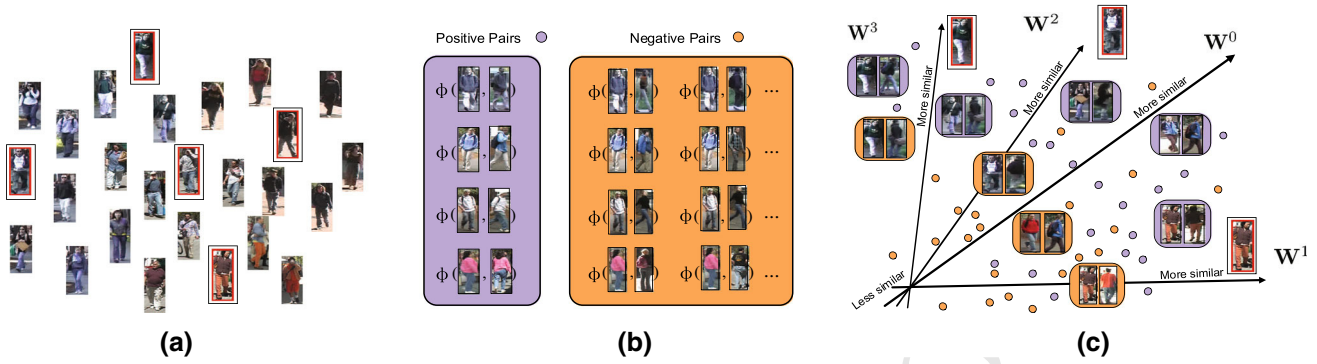 Positive Pairs
Negative Pairs
ϕ( , )
ϕ( , )
ϕ( , ) ...
ϕ( , )
ϕ( , )
ϕ( , ) ...
ϕ( , )
ϕ( , )
ϕ( , ) ...
ϕ( , )
ϕ( , )
ϕ( , ) ...
W³
W²
W⁰
W¹
More similar
More similar
More similar
More similar
Less similar
(a)
(b)
(c)